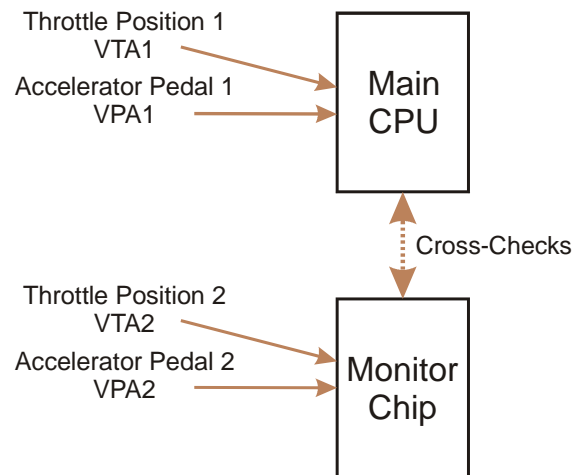 Throttle Position 1
VTA1
Accelerator Pedal 1
VPA1
Main
CPU
Cross-Checks
Throttle Position 2
VTA2
Accelerator Pedal 2
VPA2
Monitor
Chip